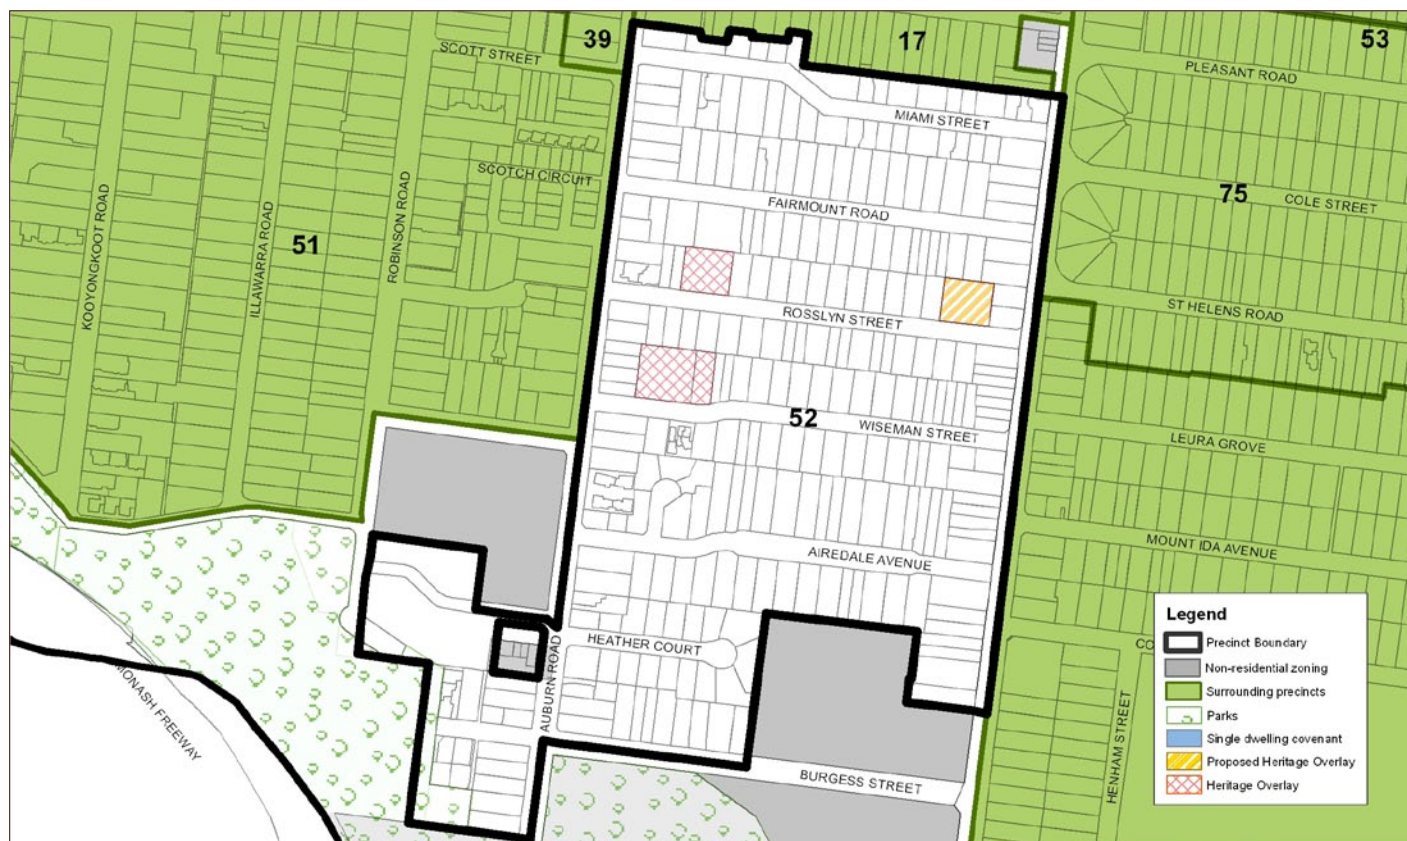 39
17
53
SCOTT STREET
PLEASANT ROAD
MIAMI STREET
SCOTCH CIRCUIT
KOOYONGKOOT ROAD
ILLAWARRA ROAD
ROBINSON ROAD
51
FAIRMOUNT ROAD
75
COLE STREET
ROSSLYN STREET
ST HELENS ROAD
52
WISEMAN STREET
LEURA GROVE
AIREDALE AVENUE
MOUNT IDA AVENUE
HEATHER COURT
AUBURN ROAD
CO
MONASH FREEWAY
BURGESS STREET
HENHAM STREET
Legend
Precinct Boundary
Non-residential zoning
Surrounding precincts
Parks
Single dwelling covenant
Proposed Heritage Overlay
Heritage Overlay